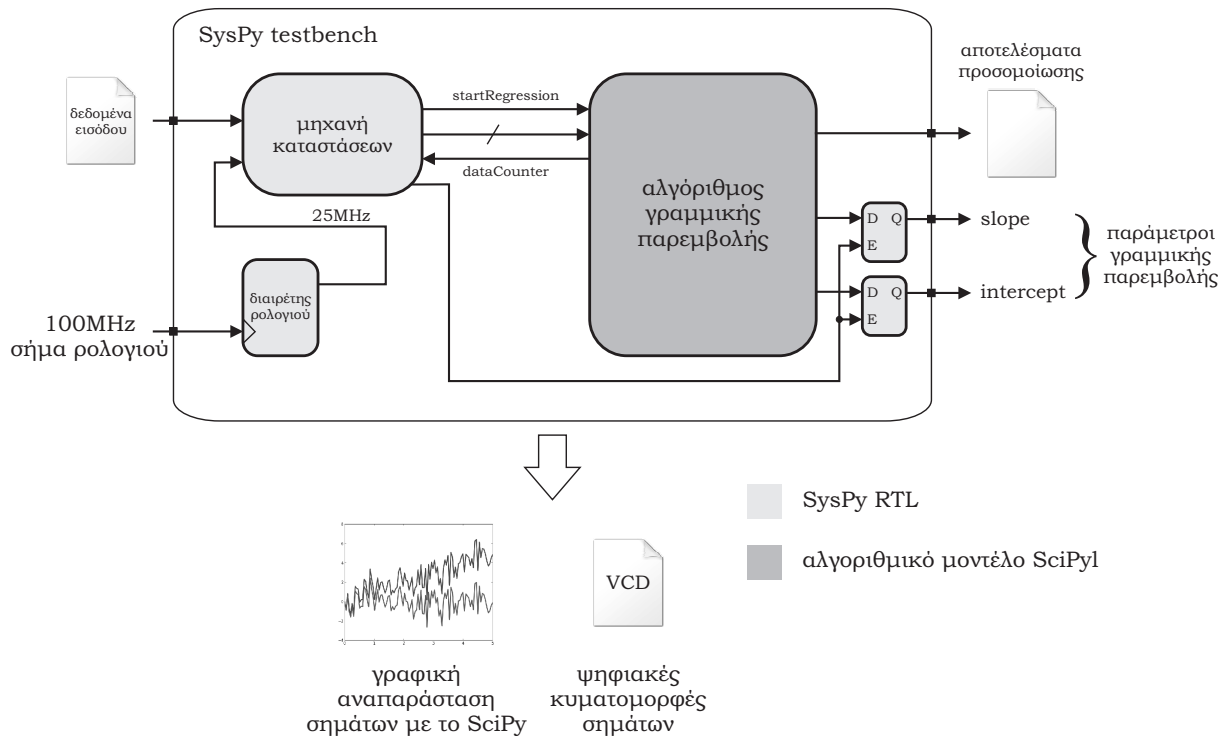 SysPy testbench
δεδομένα
εισόδου
μηχανή
καταστάσεων
startRegression
dataCounter
25MHz
διαιρέτης
ρολογιού
100MHz
σήμα ρολογιού
αλγόριθμος
γραμμικής
παρεμβολής
αποτελέσματα
προσομοίωσης
D Q
E
slope
D Q
E
intercept
παράμετροι
γραμμικής
παρεμβολής
SysPy RTL
αλγοριθμικό μοντέλο SciPyl
VCD
γραφική
αναπαράσταση
σημάτων με το SciPy
ψηφιακές
κυματομορφές
σημάτων